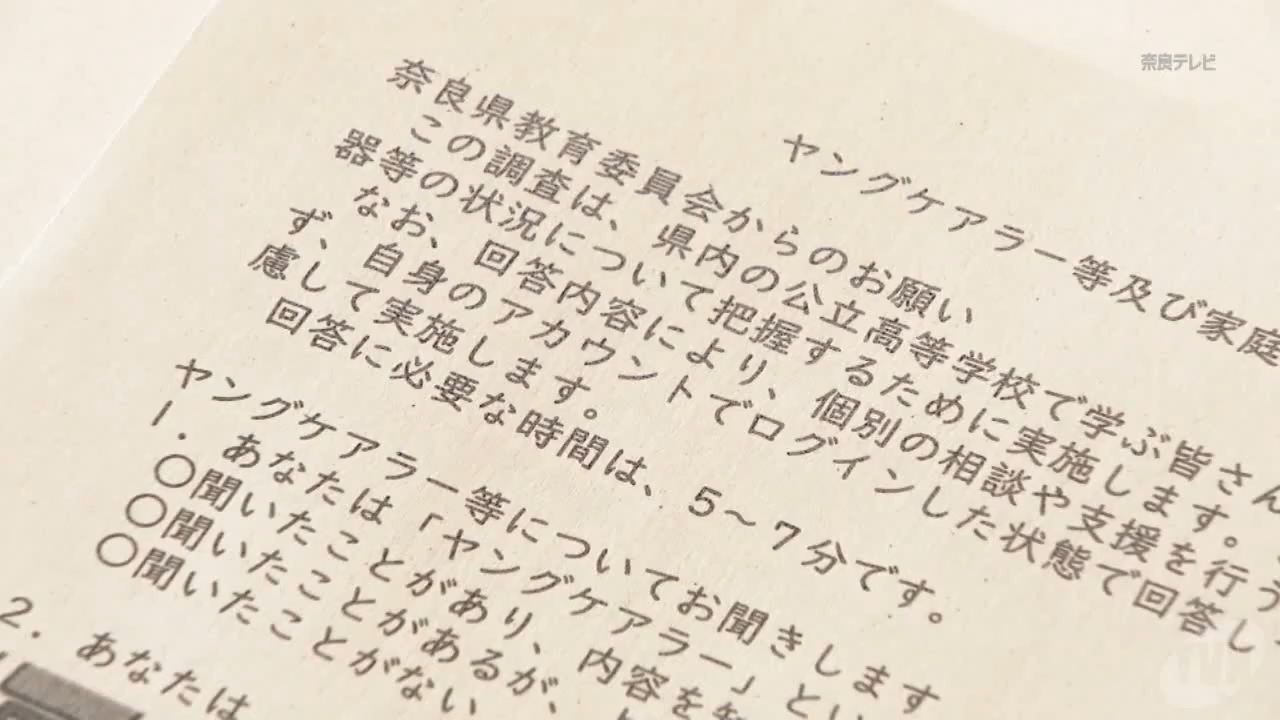 奈良テレビ
ヤングケアラー等及び家庭
奈良県教育委員会からのお願い
この調査は、県内の公立高等学校で学ぶ皆さん
器等の状況について把握するために実施します。
なお、回答内容により、個別の相談や支援を行う
ず、自身のアカウントでログインした状態で回答し
慮して実施します。
回答に必要な時間は、5～7分です。
ヤングケアラー等についてお聞きします
1. あなたは「ヤングケアラー」とい
○聞いたことがあり、内容を
○聞いたことがあるが、
○聞いたことがない
2. あなたは